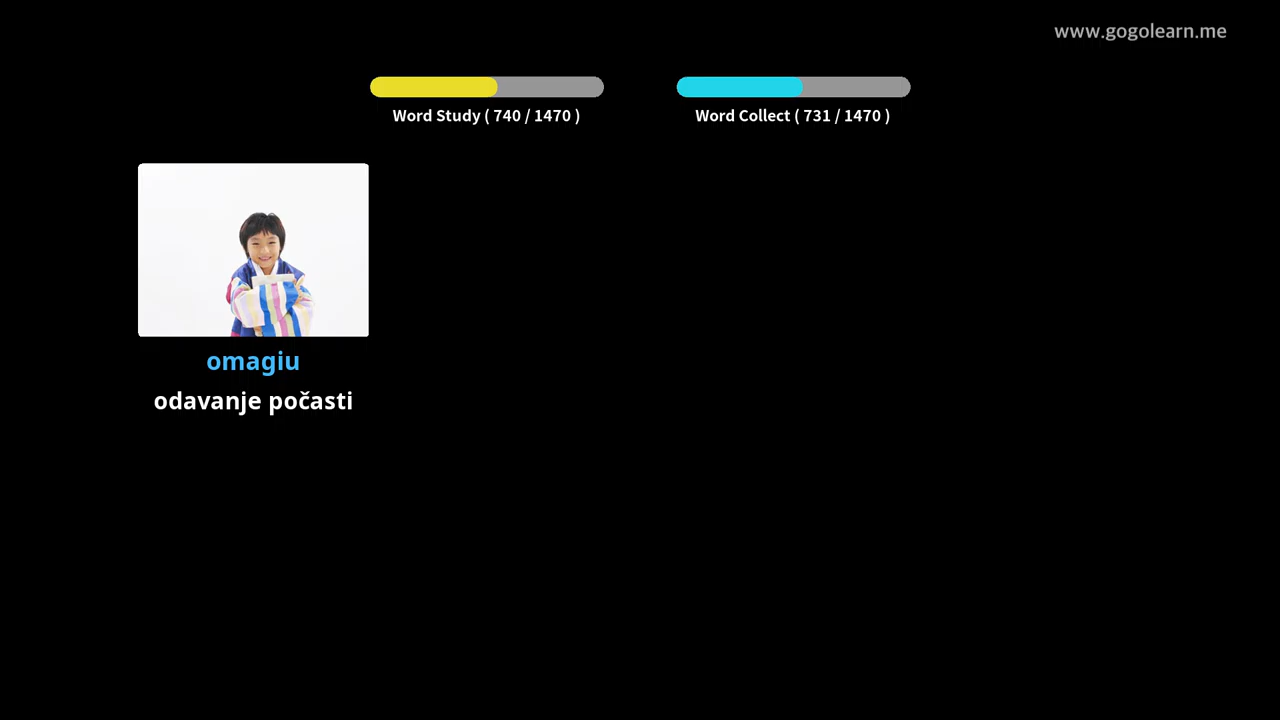 www.gogolearn.me
Word Study ( 740 / 1470 )
Word Collect ( 731 / 1470 )
omagiu
odavanje počasti